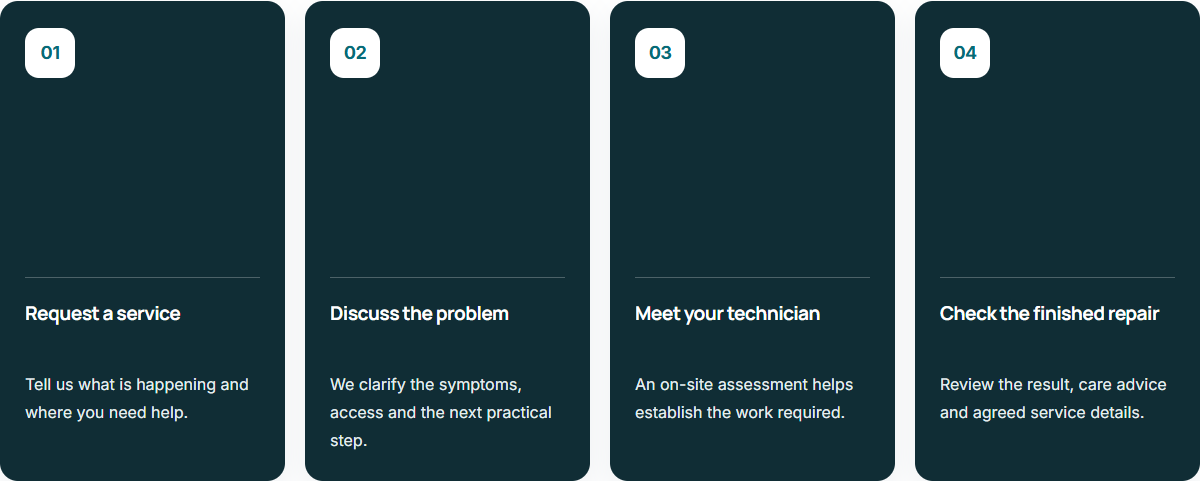 01
Request a service
Tell us what is happening and
where you need help.
02
Discuss the problem
We clarify the symptoms,
access and the next practical
step.
03
Meet your technician
An on-site assessment helps
establish the work required.
04
Check the finished repair
Review the result, care advice
and agreed service details.